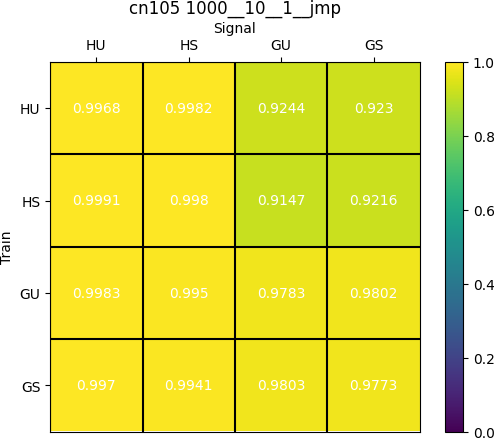 cn105 1000__10__1__jmp
Signal
HU HS GU GS
HU 0.9968 0.9982 0.9244 0.923
HS 0.9991 0.998 0.9147 0.9216
GU 0.9983 0.995 0.9783 0.9802
GS 0.997 0.9941 0.9803 0.9773
Train
1.0
0.8
0.6
0.4
0.2
0.0